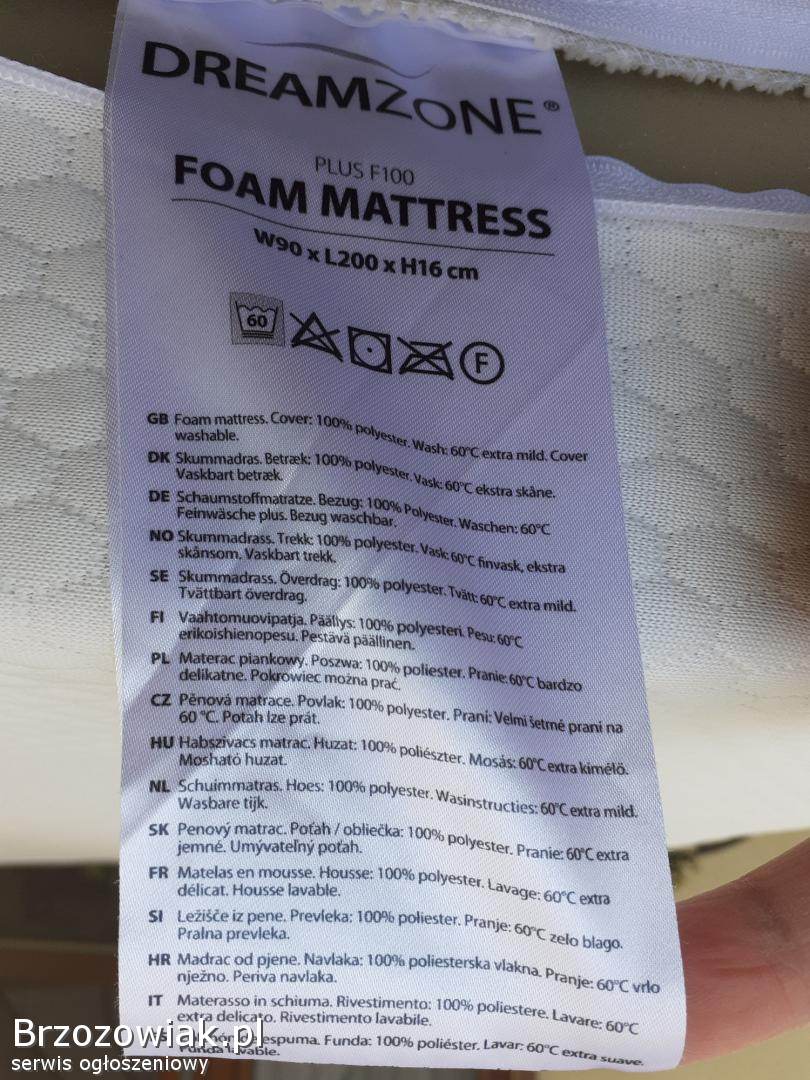 DREAMZONE®
PLUS F100
FOAM MATTRESS
W90 x L200 x H16 cm
60
F
GB Foam mattress. Cover: 100% polyester. Wash: 60°C extra mild. Cover
washable.
DK Skummadras. Betræk: 100% polyester. Vask: 60°C ekstra skåne.
Vaskbart betræk.
DE Schaumstoffmatratze. Bezug: 100% Polyester. Waschen: 60°C
Feinwäsche plus. Bezug waschbar.
NO Skummadrass. Trekk: 100% polyester. Vask: 60°C finvask, ekstra
skånsom. Vaskbart trekk.
SE Skummadrass. Överdrag: 100% polyester. Tvätt: 60°C extra mild.
Tvättbart överdrag.
FI Vaahtomuovipatja. Päällys: 100% polyesteri. Pesu: 60°C
erikoishienopesu. Pestävä päällinen.
PL Materac piankowy. Poszwa: 100% poliester. Pranie: 60°C bardzo
delikatne. Pokrowiec można prać.
CZ Pěnová matrace. Povlak: 100% polyester. Praní: Velmi šetrné praní na
60 °C. Potah lze prát.
HU Habszivacs matrac. Huzat: 100% poliészter. Mosás: 60°C extra kímélő.
Mosható huzat.
NL Schuimmatras. Hoes: 100% polyester. Wasinstructies: 60°C extra mild.
Wasbare tijk.
SK Penový matrac. Poťah / obliečka: 100% polyester. Pranie: 60°C extra
jemné. Umývateľný poťah.
FR Matelas en mousse. Housse: 100% polyester. Lavage: 60°C extra
délicat. Housse lavable.
SI Ležišče iz pene. Prevleka: 100% poliester. Pranje: 60°C zelo blago.
Pralna prevleka.
HR Madrac od pjene. Navlaka: 100% poliesterska vlakna. Pranje: 60°C vrlo
nježno. Periva navlaka.
IT Materasso in schiuma. Rivestimento: 100% poliestere. Lavare: 60°C
extra delicato. Rivestimento lavabile.
espuma. Funda: 100% poliéster. Lavar: 60°C extra suave.
Funda lavable.
Brzozowiak.pl
serwis ogłoszeniowy